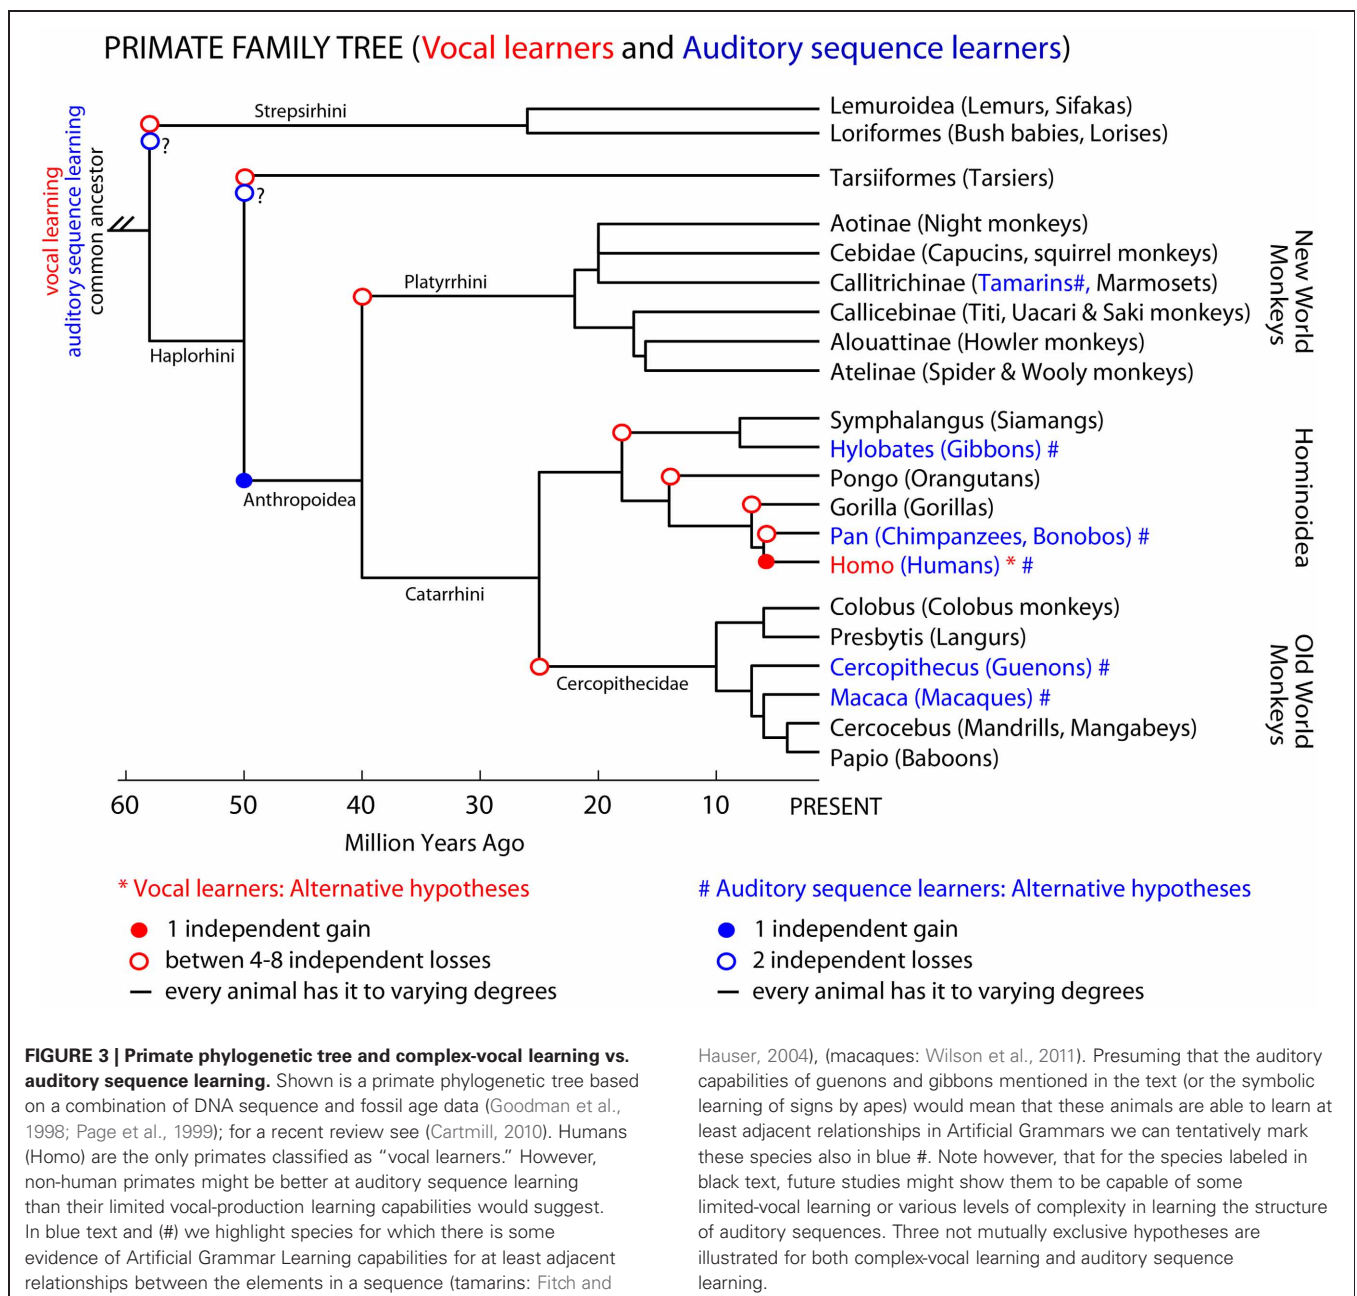 PRIMATE FAMILY TREE (Vocal learners and Auditory sequence learners)
vocal learning
auditory sequence learning
common ancestor
Strepsirhini
?
?
Haplorhini
Anthropoidea
Platyrrhini
Catarrhini
Cercopithecidae
Lemuroidea (Lemurs, Sifakas)
Loriformes (Bush babies, Lorises)
Tarsiiformes (Tarsiers)
Aotinae (Night monkeys)
Cebidae (Capucins, squirrel monkeys)
Callitrichinae (Tamarins#, Marmosets)
Callicebinae (Titi, Uacari & Saki monkeys)
Alouattinae (Howler monkeys)
Atelinae (Spider & Wooly monkeys)
New World
Monkeys
Symphalangus (Siamangs)
Hylobates (Gibbons) #
Pongo (Orangutans)
Gorilla (Gorillas)
Pan (Chimpanzees, Bonobos) #
Homo (Humans) * #
Hominoidea
Colobus (Colobus monkeys)
Presbytis (Langurs)
Cercopithecus (Guenons) #
Macaca (Macaques) #
Cercocebus (Mandrills, Mangabeys)
Papio (Baboons)
Old World
Monkeys
60 50 40 30 20 10 PRESENT
Million Years Ago
* Vocal learners: Alternative hypotheses
1 independent gain
betwen 4-8 independent losses
every animal has it to varying degrees
# Auditory sequence learners: Alternative hypotheses
1 independent gain
2 independent losses
every animal has it to varying degrees
FIGURE 3 | Primate phylogenetic tree and complex-vocal learning vs.
auditory sequence learning. Shown is a primate phylogenetic tree based
on a combination of DNA sequence and fossil age data (Goodman et al.,
1998; Page et al., 1999); for a recent review see (Cartmill, 2010). Humans
(Homo) are the only primates classified as “vocal learners.” However,
non-human primates might be better at auditory sequence learning
than their limited vocal-production learning capabilities would suggest.
In blue text and (#) we highlight species for which there is some
evidence of Artificial Grammar Learning capabilities for at least adjacent
relationships between the elements in a sequence (tamarins: Fitch and
Hauser, 2004), (macaques: Wilson et al., 2011). Presuming that the auditory
capabilities of guenons and gibbons mentioned in the text (or the symbolic
learning of signs by apes) would mean that these animals are able to learn at
least adjacent relationships in Artificial Grammars we can tentatively mark
these species also in blue #. Note however, that for the species labeled in
black text, future studies might show them to be capable of some
limited-vocal learning or various levels of complexity in learning the structure
of auditory sequences. Three not mutually exclusive hypotheses are
illustrated for both complex-vocal learning and auditory sequence
learning.